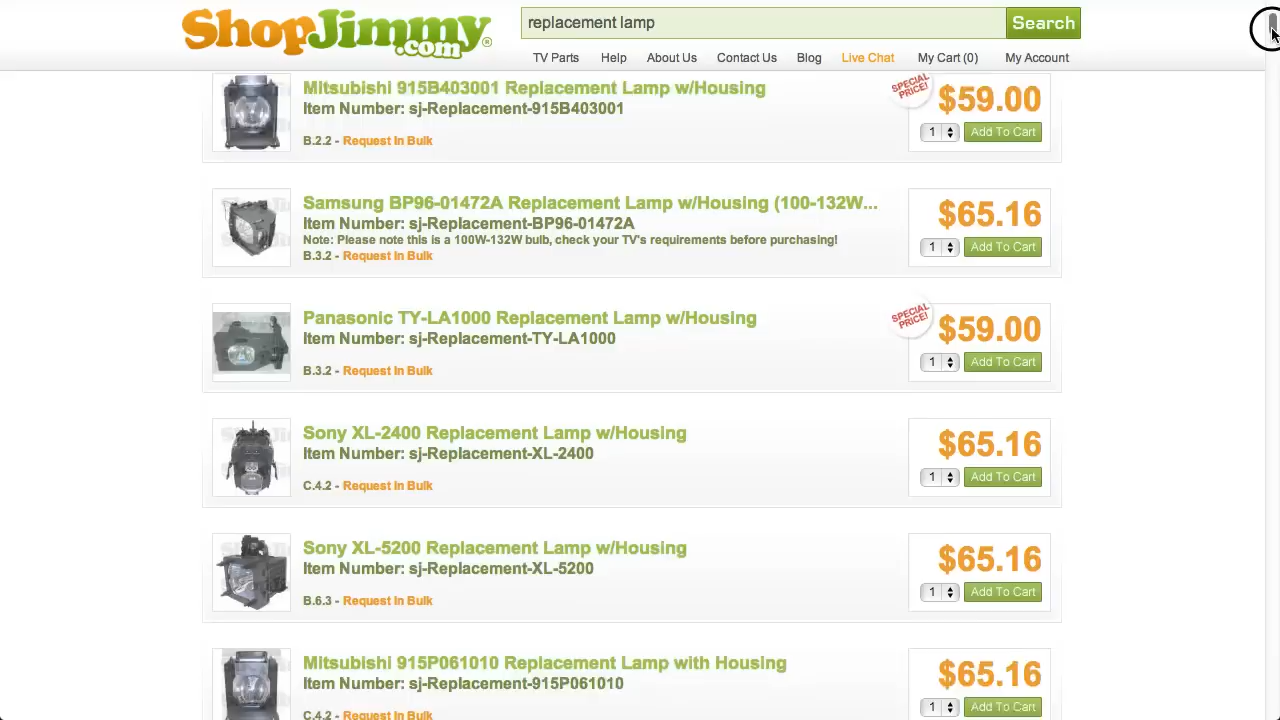 ShopJimmy.com®
replacement lamp
Search
TV Parts Help About Us Contact Us Blog Live Chat My Cart (0) My Account
Mitsubishi 915B403001 Replacement Lamp w/Housing
Item Number: sj-Replacement-915B403001
B.2.2 - Request In Bulk
SPECIAL PRICE!
$59.00
1 Add To Cart
Samsung BP96-01472A Replacement Lamp w/Housing (100-132W...
Item Number: sj-Replacement-BP96-01472A
Note: Please note this is a 100W-132W bulb, check your TV's requirements before purchasing!
B.3.2 - Request In Bulk
$65.16
1 Add To Cart
Panasonic TY-LA1000 Replacement Lamp w/Housing
Item Number: sj-Replacement-TY-LA1000
B.3.2 - Request In Bulk
SPECIAL PRICE!
$59.00
1 Add To Cart
Sony XL-2400 Replacement Lamp w/Housing
Item Number: sj-Replacement-XL-2400
C.4.2 - Request In Bulk
$65.16
1 Add To Cart
Sony XL-5200 Replacement Lamp w/Housing
Item Number: sj-Replacement-XL-5200
B.6.3 - Request In Bulk
$65.16
1 Add To Cart
Mitsubishi 915P061010 Replacement Lamp with Housing
Item Number: sj-Replacement-915P061010
C.4.2 - Request In Bulk
$65.16
1 Add To Cart